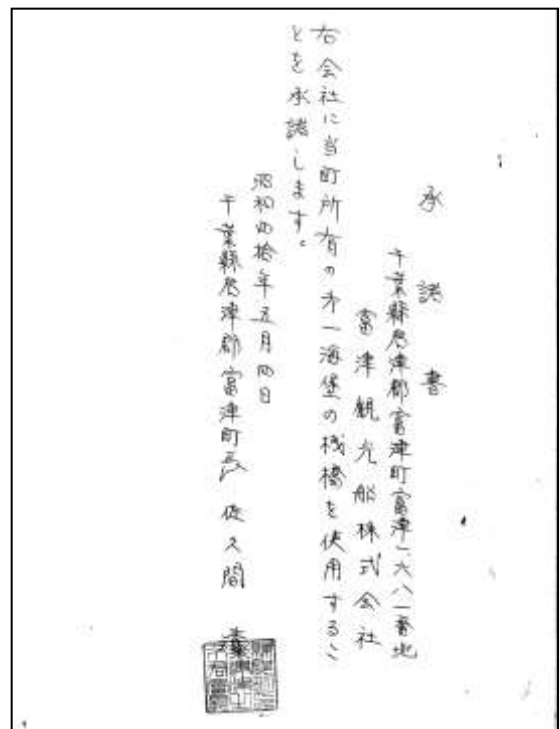 承諾書
千葉縣君津郡富津町富津一、六八一番地
富津観光船株式会社
右会社に当町所有の才一海堡の桟橋を使用するこ
とを承諾します。
昭和四拾年五月四日
千葉縣君津郡富津町長 佐久間